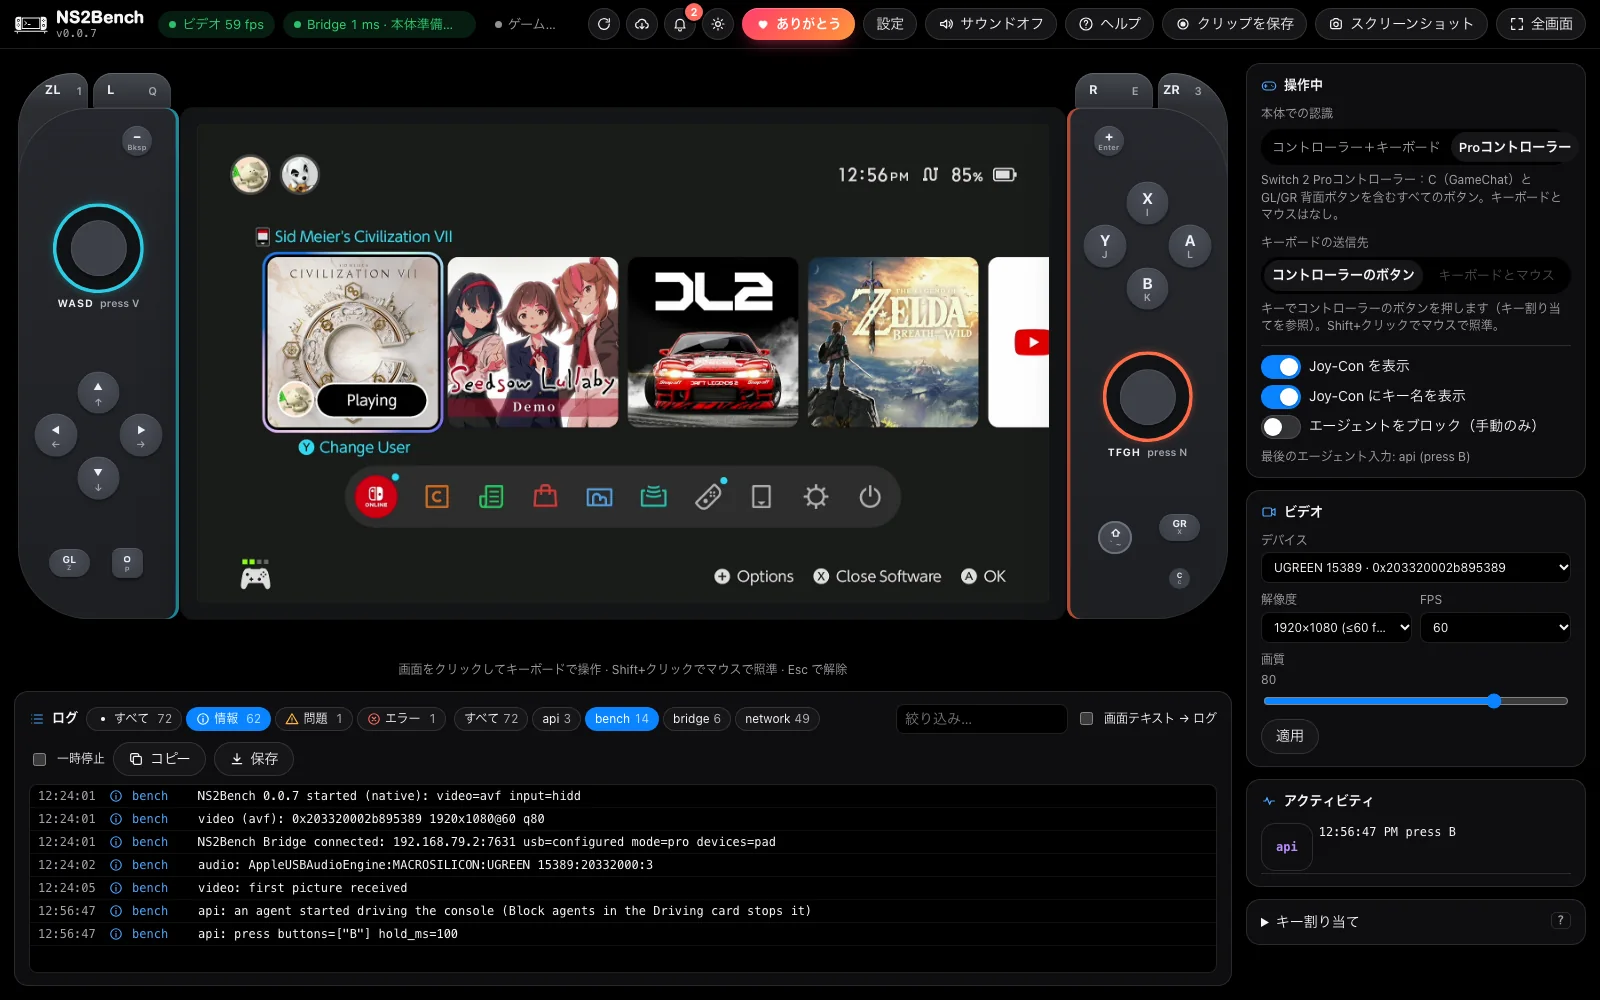 NS2Bench
v0.0.7
ビデオ 59 fps
Bridge 1 ms · 本体準備…
ゲーム…
2
ありがとう
設定
サウンドオフ
ヘルプ
クリップを保存
スクリーンショット
全画面
ZL 1
L Q
R E
ZR 3
− Bksp
+ Enter
WASD press V
X I
Y J
A L
B K
TFGH press N
GL Z
O P
GR X
C
12:56 PM
85%
Sid Meier's Civilization VII
CIVILIZATION VII
Playing
Seedsow Lullaby
Demo
DL2
DRIFT LEGENDS 2
THE LEGEND OF
ZELDA
BREATH OF THE WILD
Y Change User
ONLINE
+ Options
X Close Software
A OK
画面をクリックしてキーボードで操作 · Shift+クリックでマウスで照準 · Esc で解除
ログ
すべて 72
情報 62
問題 1
エラー 1
すべて 72
api 3
bench 14
bridge 6
network 49
絞り込み…
画面テキスト → ログ
一時停止
コピー
保存
12:24:01 bench NS2Bench 0.0.7 started (native): video=avf input=hidd
12:24:01 bench video (avf): 0x203320002b895389 1920x1080@60 q80
12:24:01 bench NS2Bench Bridge connected: 192.168.79.2:7631 usb=configured mode=pro devices=pad
12:24:02 bench audio: AppleUSBAudioEngine:MACROSILICON:UGREEN 15389:20332000:3
12:24:05 bench video: first picture received
12:56:47 bench api: an agent started driving the console (Block agents in the Driving card stops it)
12:56:47 bench api: press buttons=["B"] hold_ms=100
操作中
本体での認識
コントローラー＋キーボード
Proコントローラー
Switch 2 Proコントローラー：C（GameChat）と
GL/GR 背面ボタンを含むすべてのボタン。キーボードと
マウスはなし。
キーボードの送信先
コントローラーのボタン
キーボードとマウス
キーでコントローラーのボタンを押します（キー割り当
てを参照）。Shift+クリックでマウスで照準。
Joy-Con を表示
Joy-Con にキー名を表示
エージェントをブロック（手動のみ）
最後のエージェント入力: api (press B)
ビデオ
デバイス
UGREEN 15389 · 0x203320002b895389
解像度
FPS
1920×1080 (≤60 f…
60
画質
80
適用
アクティビティ
api
12:56:47 PM press B
キー割り当て
?